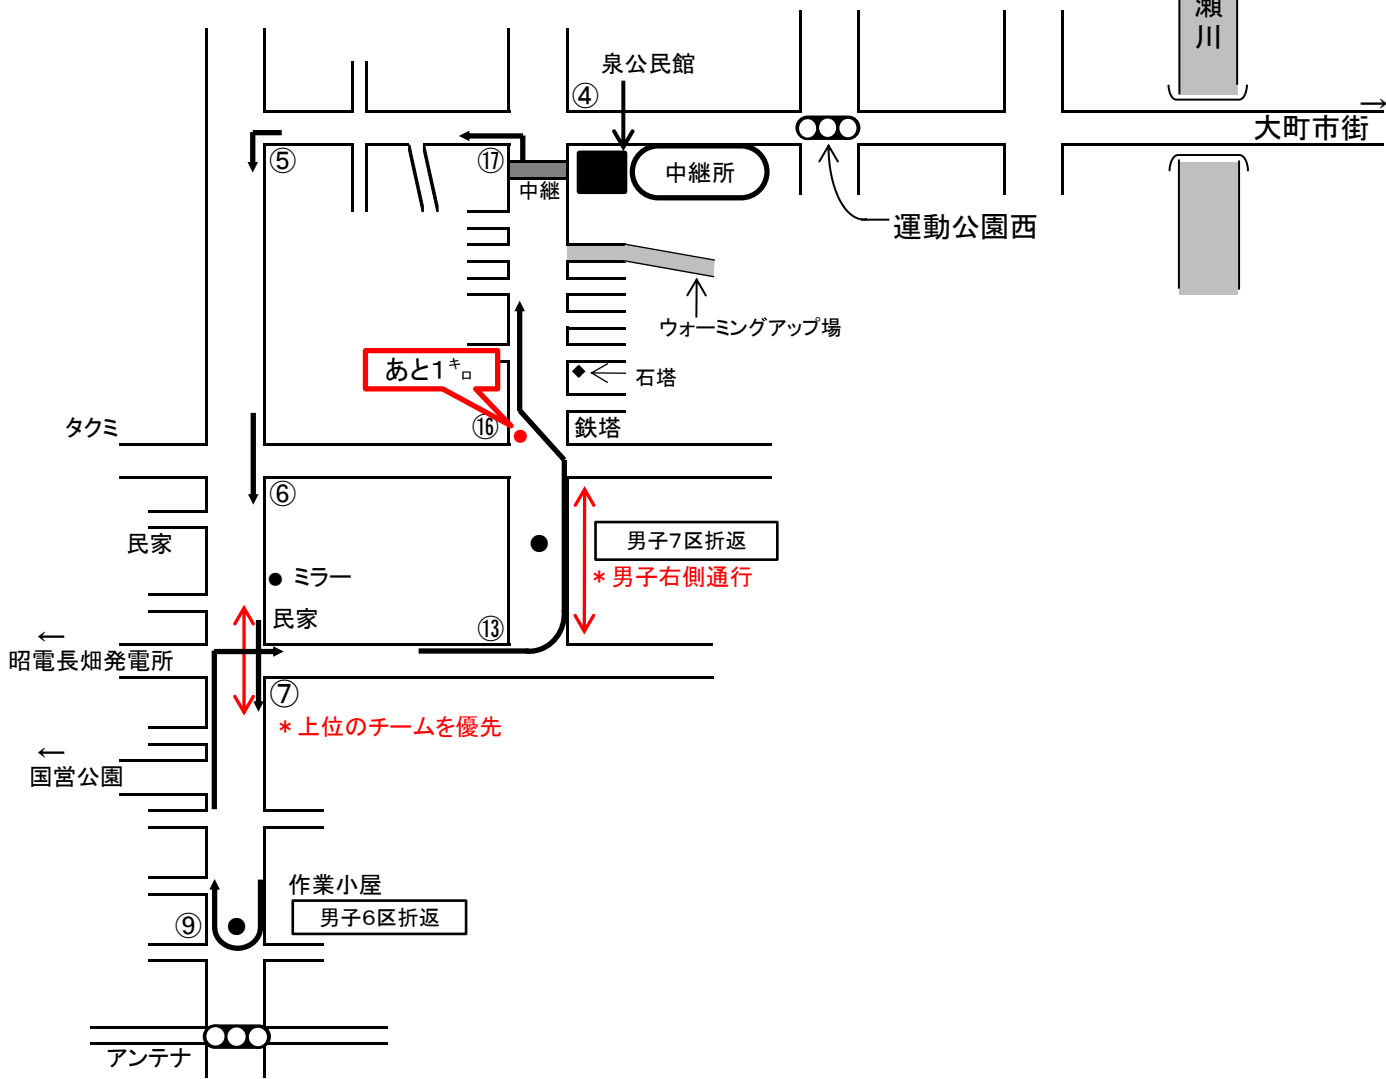 瀬
川
泉公民館
④
→
大町市街
⑤
⑰
中継所
中継
運動公園西
ウォーミングアップ場
あと1㌔
石塔
タクミ
⑯
鉄塔
⑥
民家
男子7区折返
ミラー
*男子右側通行
民家
⑬
←
昭電長畑発電所
⑦
*上位のチームを優先
←
国営公園
作業小屋
男子6区折返
⑨
アンテナ